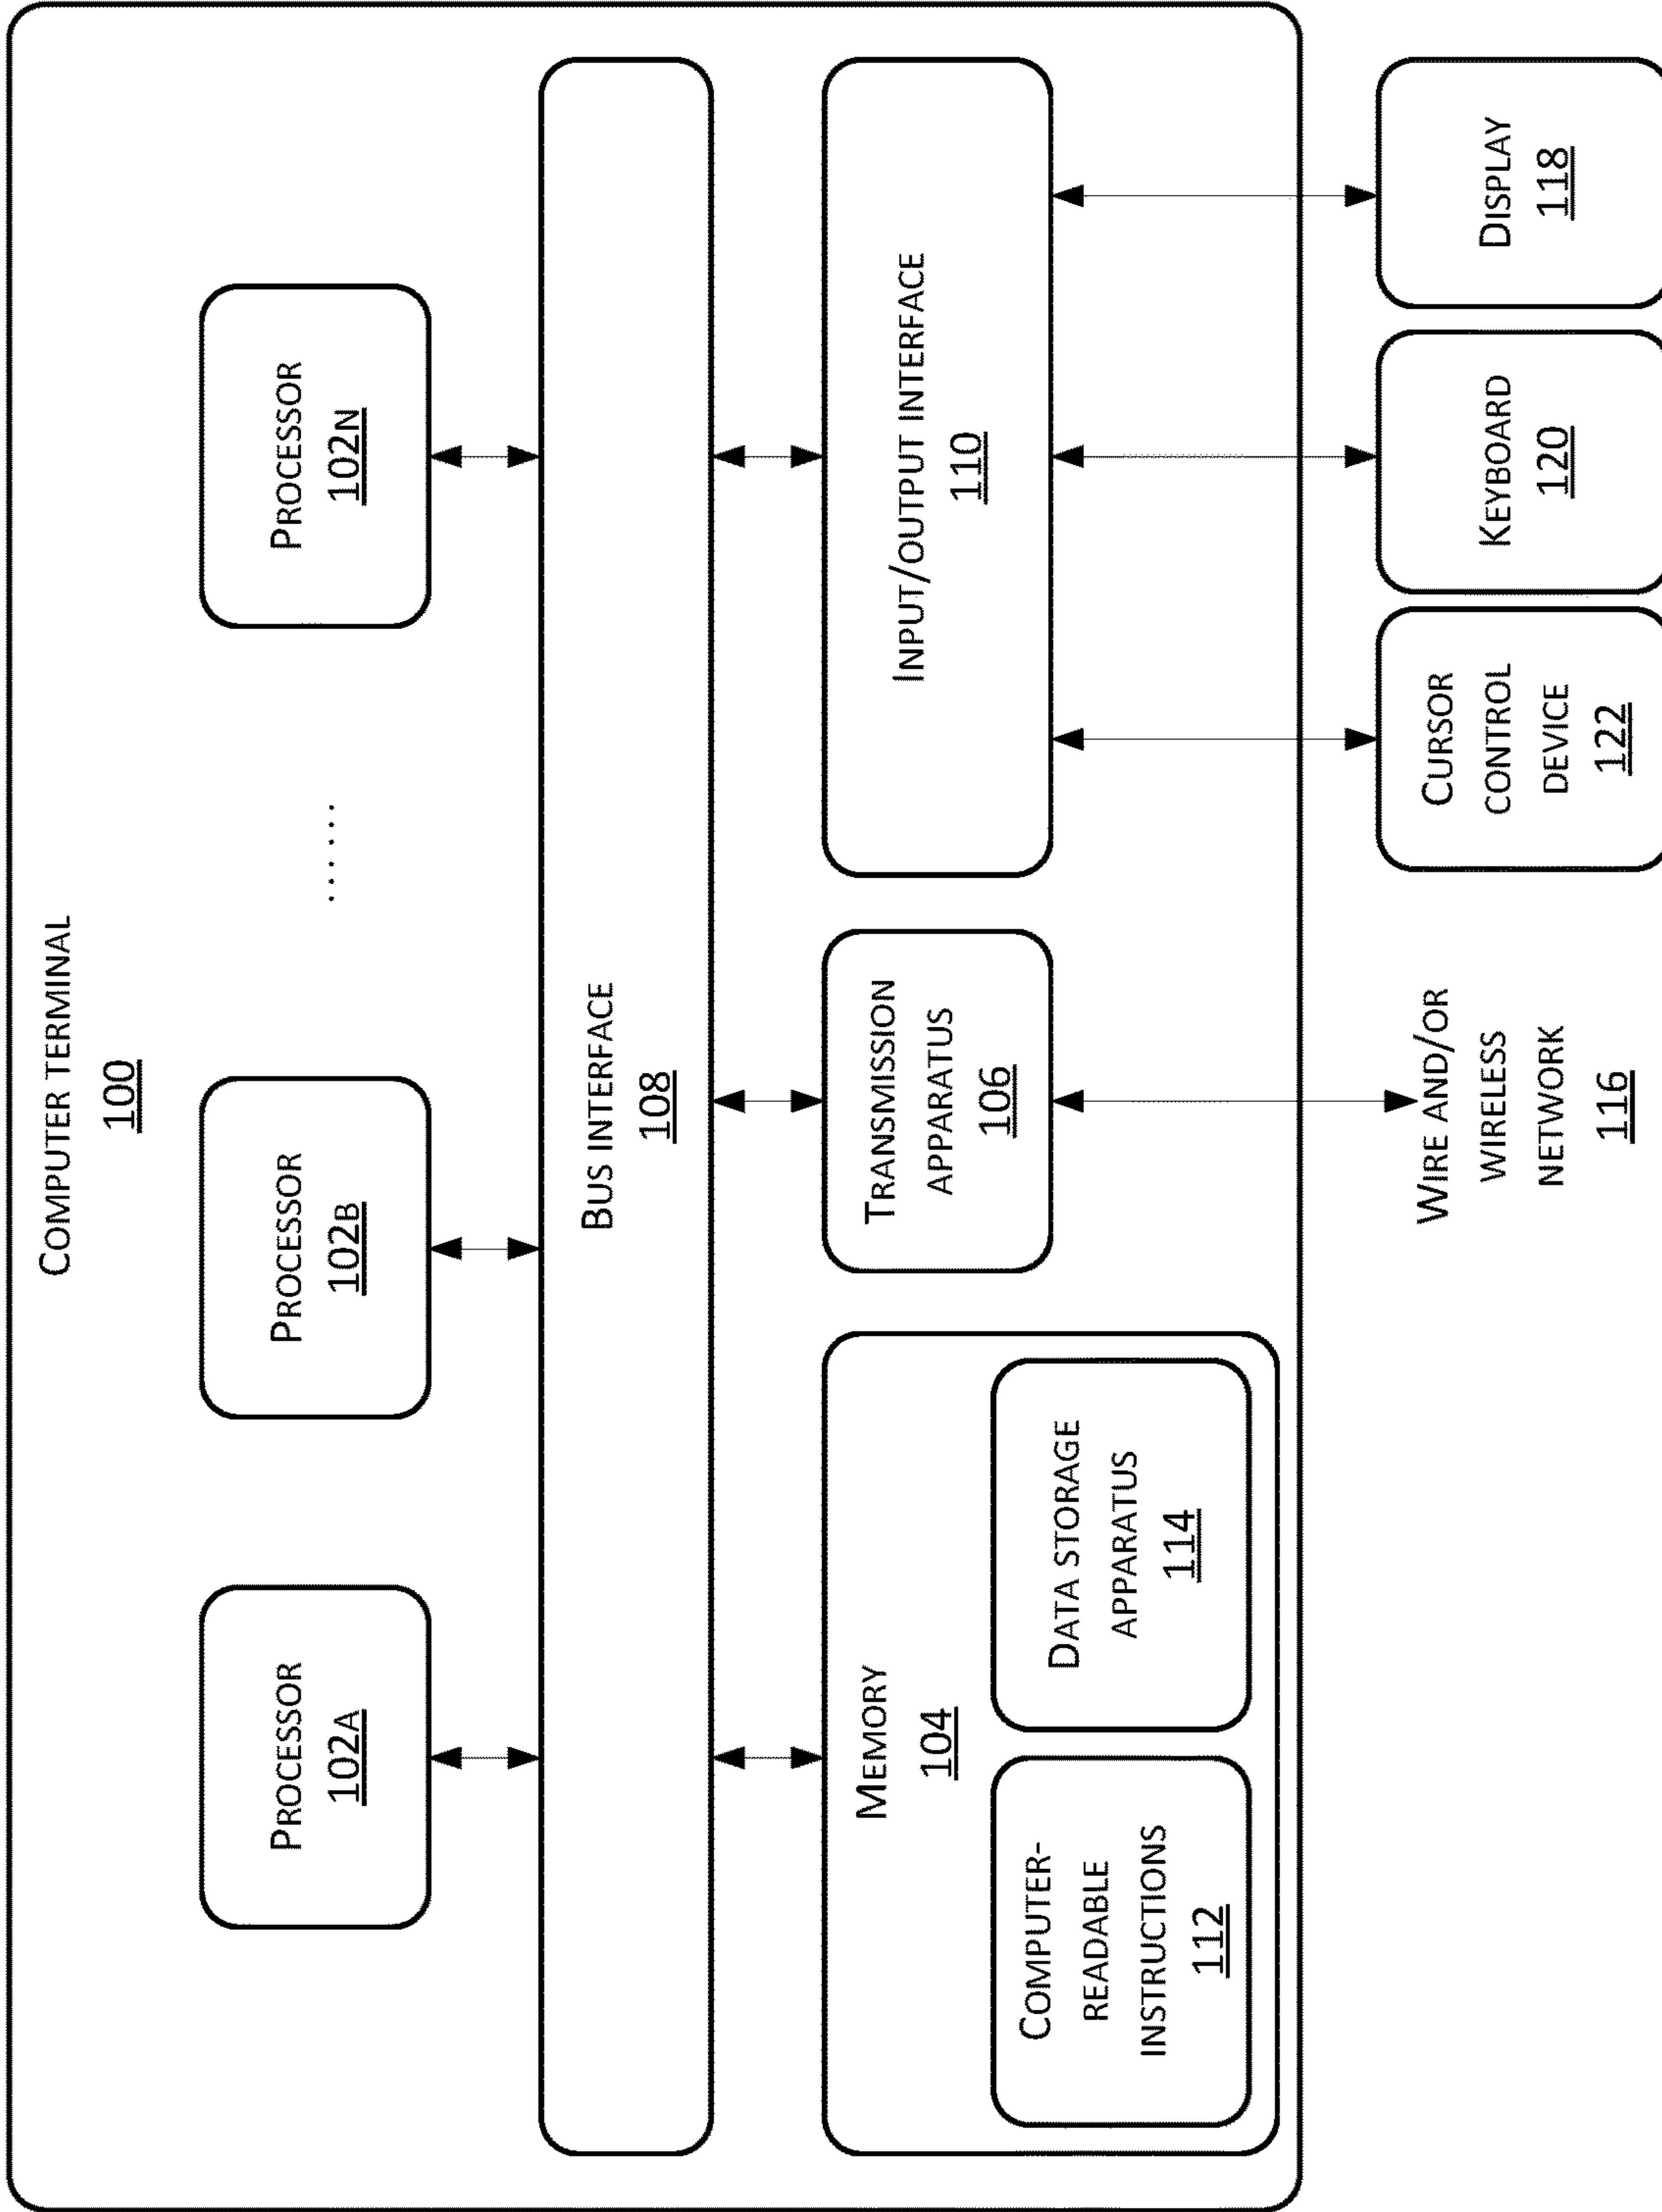 COMPUTER TERMINAL
100
PROCESSOR
102A
PROCESSOR
102B
......
PROCESSOR
102N
BUS INTERFACE
108
MEMORY
104
COMPUTER-
READABLE
INSTRUCTIONS
112
DATA STORAGE
APPARATUS
114
TRANSMISSION
APPARATUS
106
INPUT/OUTPUT INTERFACE
110
WIRE AND/OR
WIRELESS
NETWORK
116
CURSOR
CONTROL
DEVICE
122
KEYBOARD
120
DISPLAY
118